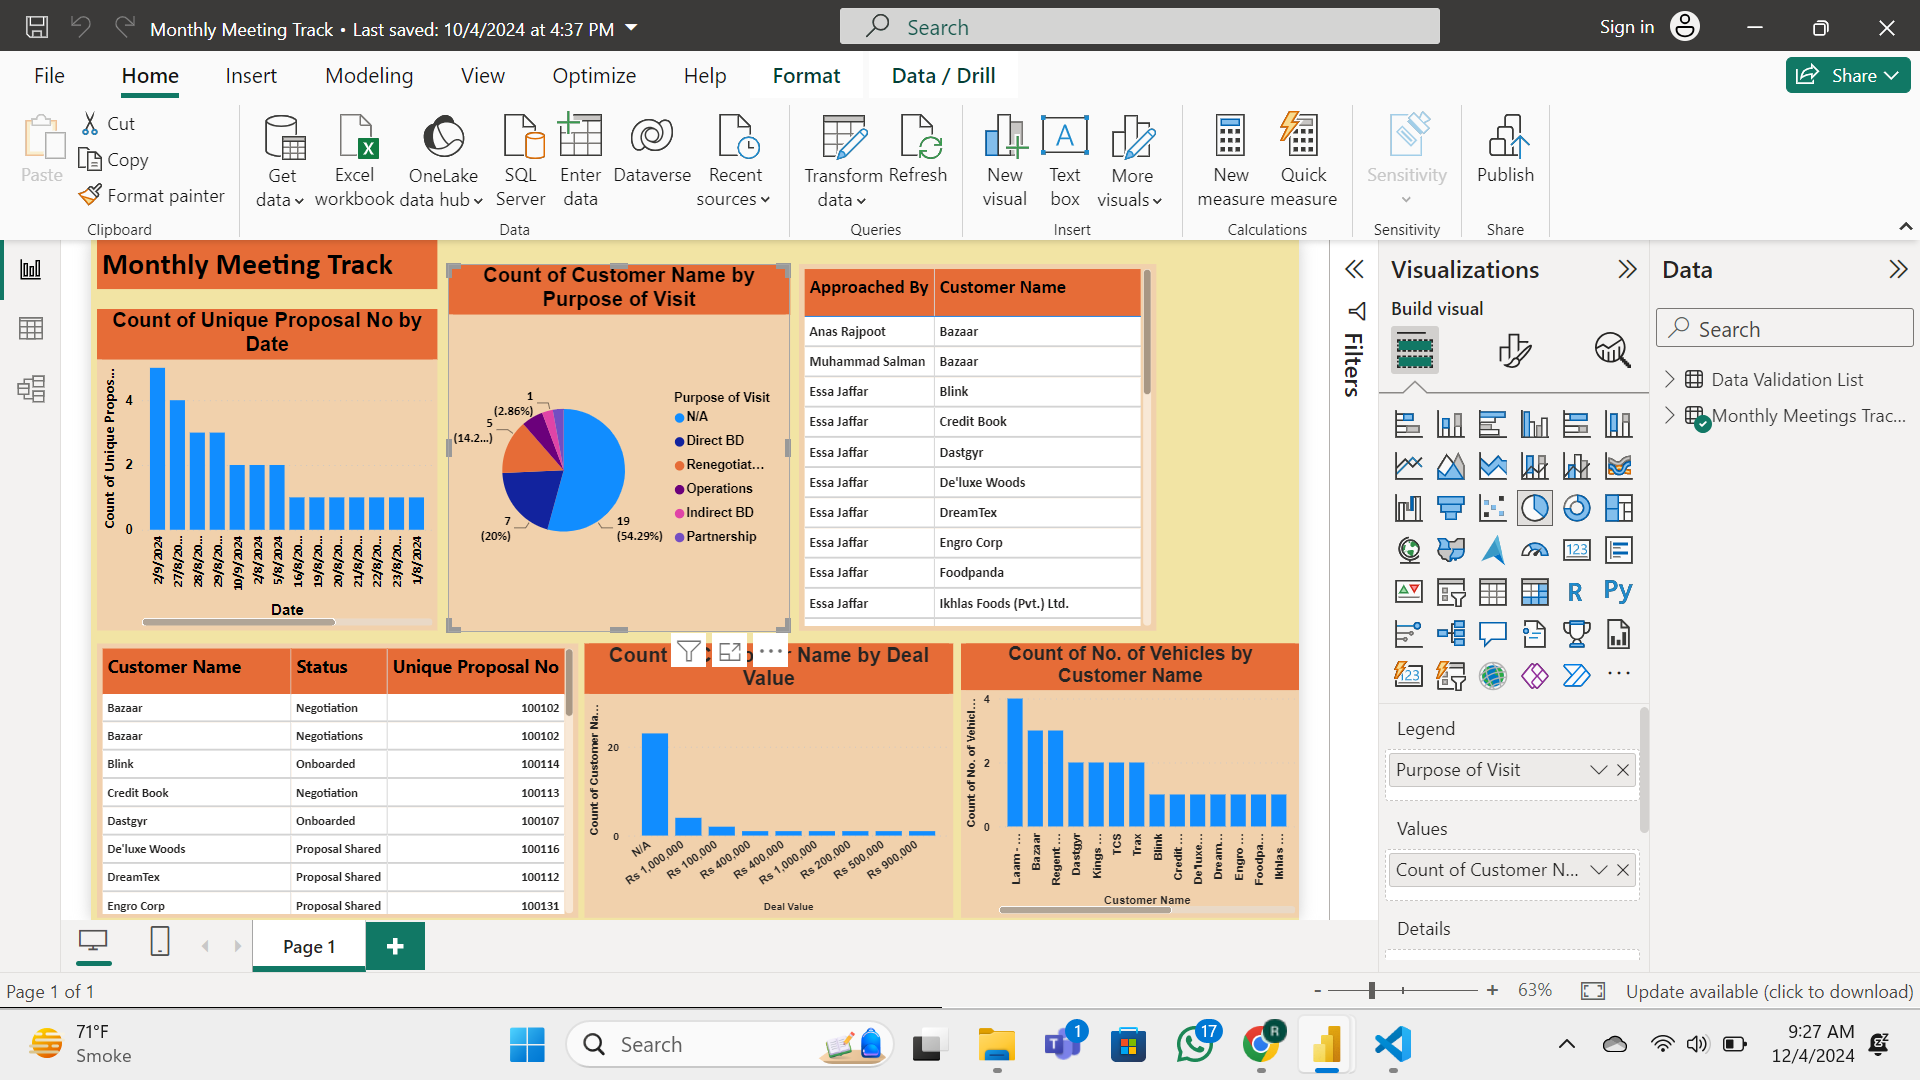 Monthly Meeting Track • Last saved: 10/4/2024 at 4:37 PM
Search
Sign in
File
Home
Insert
Modeling
View
Optimize
Help
Format
Data / Drill
Share
Paste
Cut
Copy
Format painter
Clipboard
Get data
Excel workbook
OneLake data hub
SQL Server
Enter data
Dataverse
Recent sources
Data
Transform data
Refresh
Queries
New visual
Text box
More visuals
Insert
New measure
Quick measure
Calculations
Sensitivity
Sensitivity
Publish
Share
Monthly Meeting Track
Count of Unique Proposal No by
Date
Count of Unique Propos...
4
2
0
2/9/2024
27/8/20...
28/8/20...
29/8/20...
10/9/2024
2/8/2024
5/8/2024
16/8/20...
19/8/20...
20/8/20...
21/8/20...
22/8/20...
23/8/20...
1/8/2024
Date
Count of Customer Name by
Purpose of Visit
1
(2.86%)
5
(14.2...)
7
(20%)
19
(54.29%)
Purpose of Visit
N/A
Direct BD
Renegotiat...
Operations
Indirect BD
Partnership
Approached By Customer Name
Anas Rajpoot Bazaar
Muhammad Salman Bazaar
Essa Jaffar Blink
Essa Jaffar Credit Book
Essa Jaffar Dastgyr
Essa Jaffar De'luxe Woods
Essa Jaffar DreamTex
Essa Jaffar Engro Corp
Essa Jaffar Foodpanda
Essa Jaffar Ikhlas Foods (Pvt.) Ltd.
Customer Name Status Unique Proposal No
Bazaar Negotiation 100102
Bazaar Negotiations 100102
Blink Onboarded 100114
Credit Book Negotiation 100113
Dastgyr Onboarded 100107
De'luxe Woods Proposal Shared 100116
DreamTex Proposal Shared 100112
Engro Corp Proposal Shared 100131
Count Name by Deal
Value
Count of Customer Na...
20
0
N/A
Rs 1,000,000
Rs 100,000
Rs 400,000
Rs 400,000
Rs 1,000,000
Rs 200,000
Rs 500,000
Rs 900,000
Deal Value
Count of No. of Vehicles by
Customer Name
Count of No. of Vehicl...
4
2
0
Laam - ...
Bazaar
Regent ...
Dastgyr
Kings ...
TCS
Trax
Blink
Credit ...
De'luxe...
Dream...
Engro ...
Foodpa...
Ikhlas ...
Customer Name
Filters
Visualizations
Build visual
123
R
Py
123
Legend
Purpose of Visit
Values
Count of Customer N...
Details
Data
Search
Data Validation List
Monthly Meetings Trac...
Page 1
Page 1 of 1
63%
Update available (click to download)
71°F
Smoke
Search
1
17
R
9:27 AM
12/4/2024